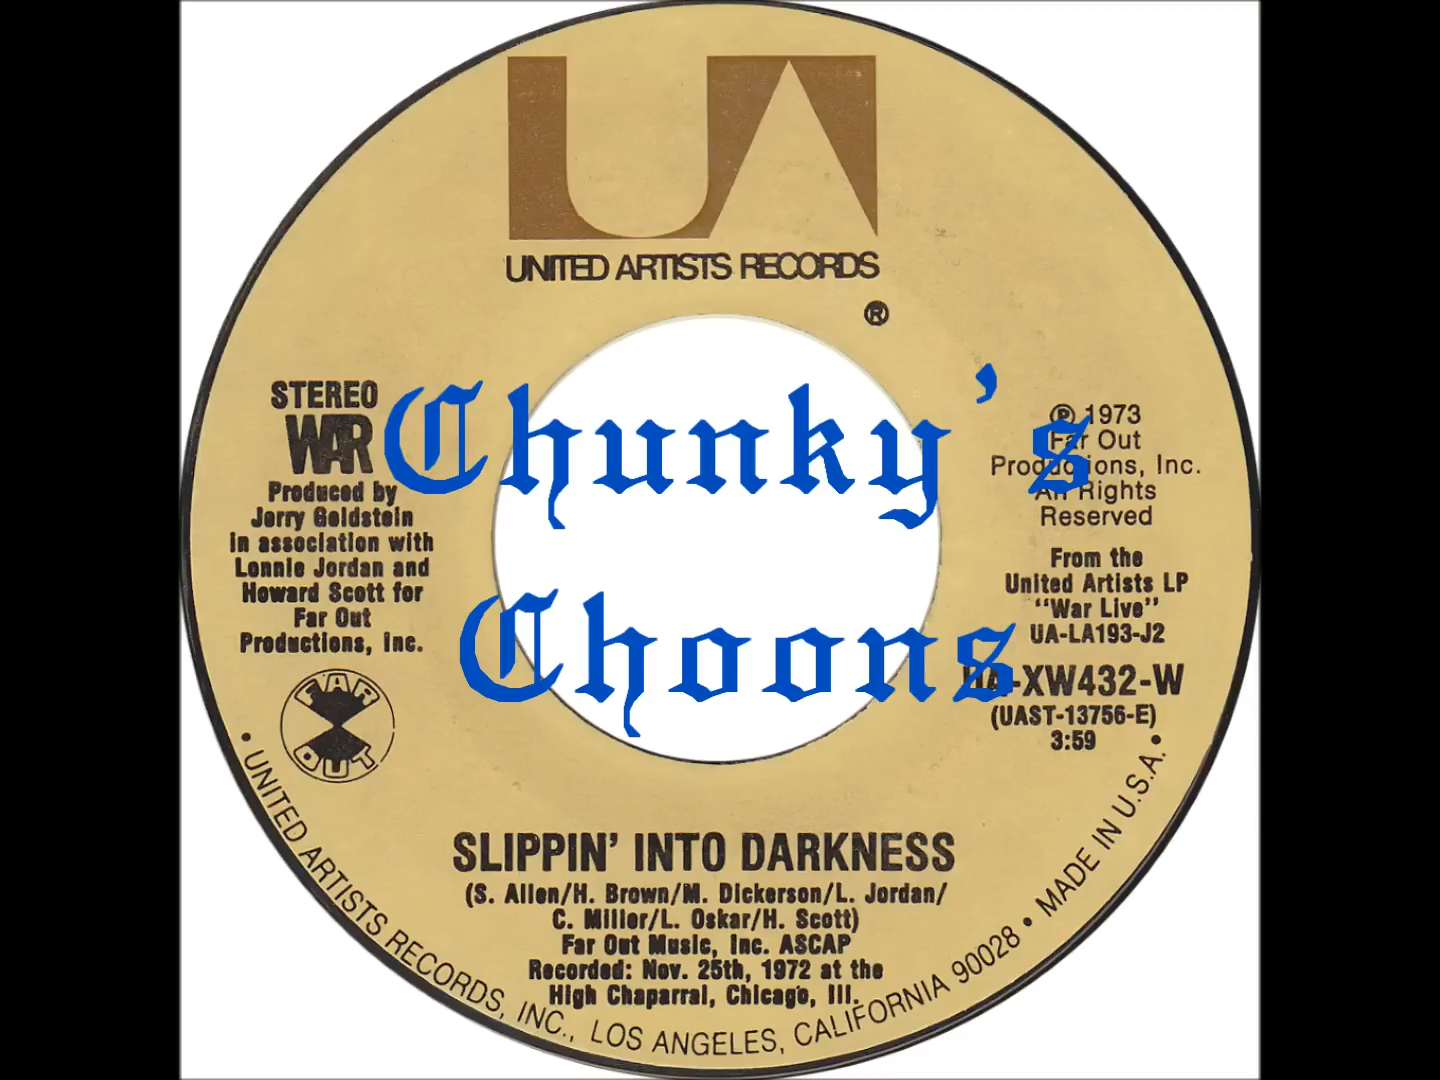 UA
UNITED ARTISTS RECORDS
®
STEREO
WAR
Produced by
Jerry Goldstein
in association with
Lonnie Jordan and
Howard Scott for
Far Out
Productions, Inc.
FAR
OUT
Chunky's
Choons
℗ 1973
Far Out
Productions, Inc.
All Rights
Reserved
From the
United Artists LP
"War Live"
UA-LA193-J2
UA-XW432-W
(UAST-13756-E)
3:59
SLIPPIN' INTO DARKNESS
(S. Allen/H. Brown/M. Dickerson/L. Jordan/
C. Miller/L. Oskar/H. Scott)
Far Out Music, Inc. ASCAP
Recorded: Nov. 25th, 1972 at the
High Chaparral, Chicago, Ill.
• UNITED ARTISTS RECORDS, INC., LOS ANGELES, CALIFORNIA 90028 • MADE IN U.S.A. •